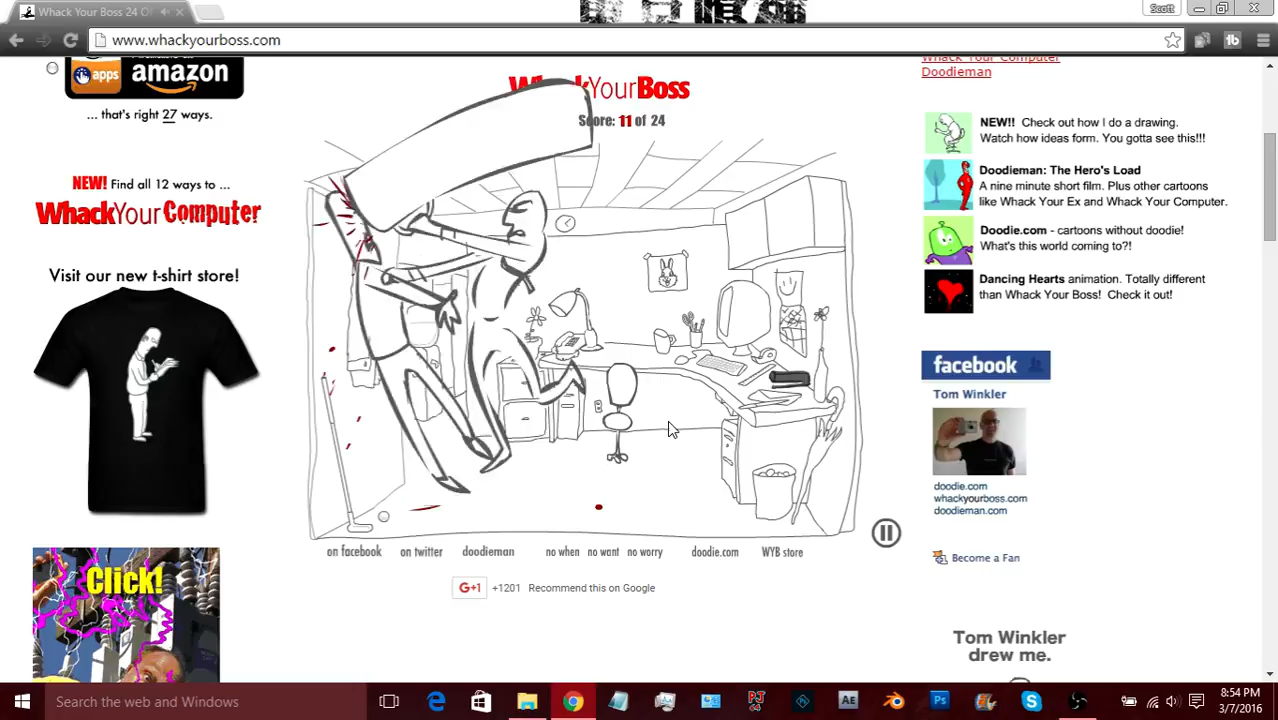 Whack Your Boss 24 O
Scott
www.whackyourboss.com
apps
amazon
... that's right 27 ways.
NEW! Find all 12 ways to ...
WhackYourComputer
Visit our new t-shirt store!
Click!
YourBoss
Score: 11 of 24
on facebook on twitter doodieman no when no want no worry doodie.com WYB store
G+1 +1201 Recommend this on Google
Whack Your Computer
Doodieman
NEW!! Check out how I do a drawing.
Watch how ideas form. You gotta see this!!!
Doodieman: The Hero's Load
A nine minute short film. Plus other cartoons
like Whack Your Ex and Whack Your Computer.
Doodie.com - cartoons without doodie!
What's this world coming to?!
Dancing Hearts animation. Totally different
than Whack Your Boss! Check it out!
facebook
Tom Winkler
doodie.com
whackyourboss.com
doodieman.com
Become a Fan
Tom Winkler
drew me.
Search the web and Windows
PT
64
Ae
Ps
8:54 PM
3/7/2016